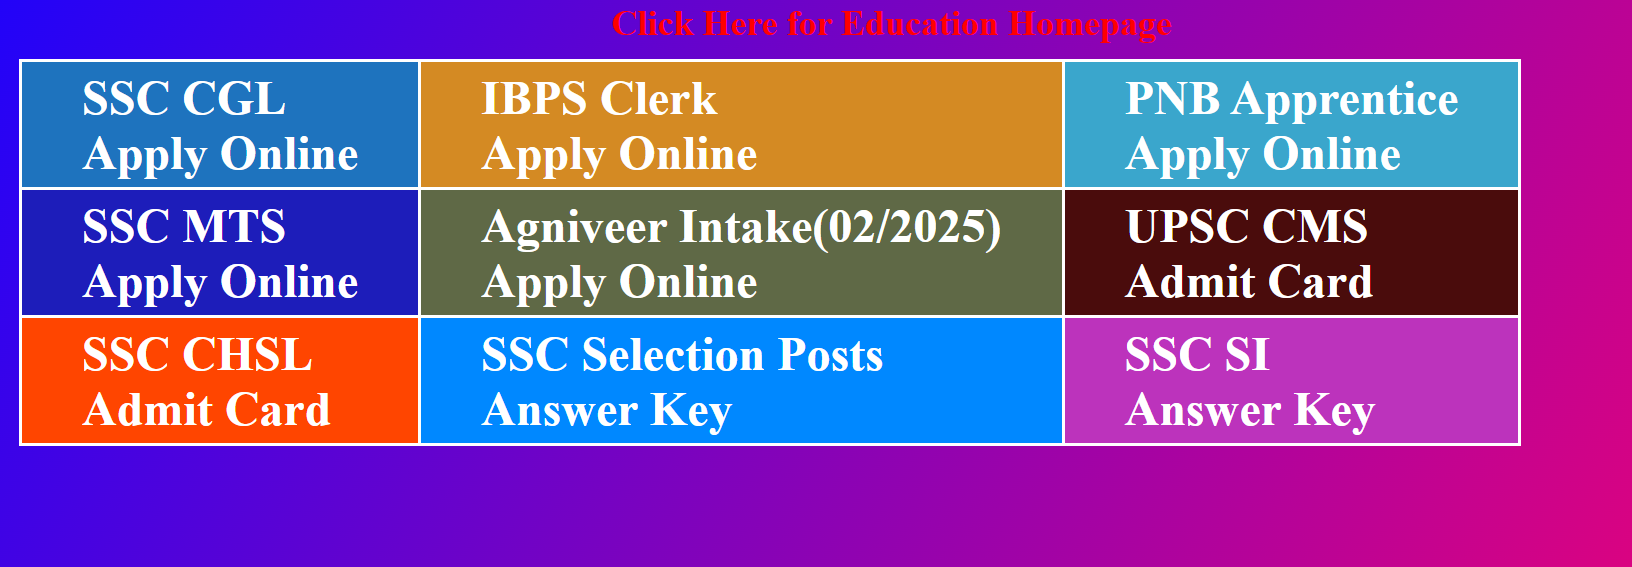 Click Here for Education Homepage
SSC CGL
Apply Online
IBPS Clerk
Apply Online
PNB Apprentice
Apply Online
SSC MTS
Apply Online
Agniveer Intake(02/2025)
Apply Online
UPSC CMS
Admit Card
SSC CHSL
Admit Card
SSC Selection Posts
Answer Key
SSC SI
Answer Key